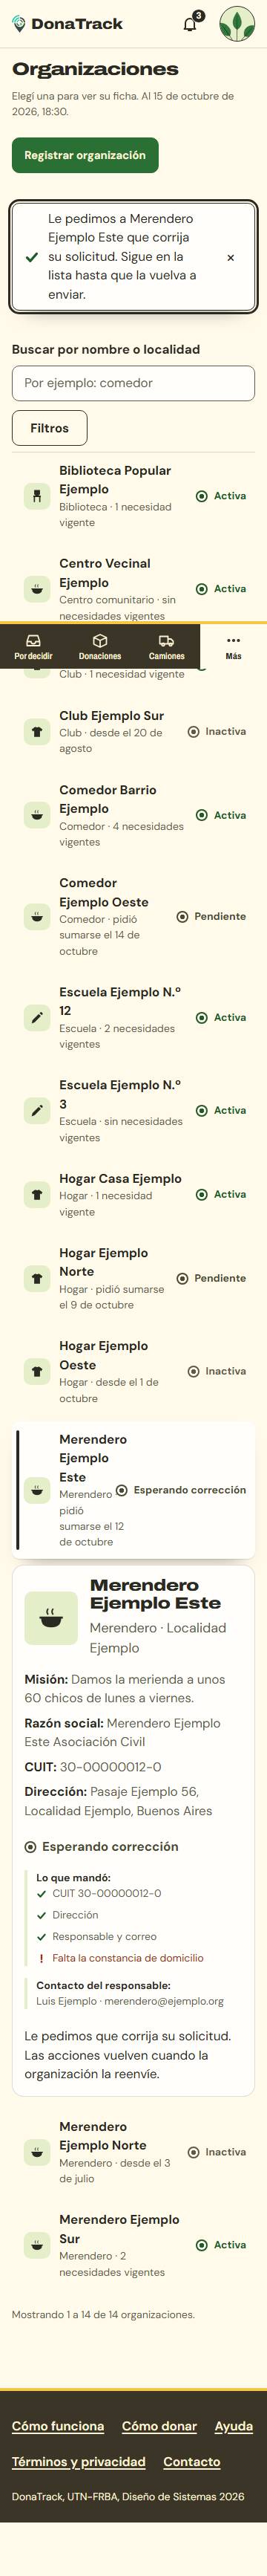 DonaTrack
3
Organizaciones
Elegí una para ver su ficha. Al 15 de octubre de
2026, 18:30.
Registrar organización
Le pedimos a Merendero
Ejemplo Este que corrija
su solicitud. Sigue en la
lista hasta que la vuelva a
enviar.
Buscar por nombre o localidad
Por ejemplo: comedor
Filtros
Biblioteca Popular
Ejemplo
Biblioteca · 1 necesidad
vigente
Activa
Centro Vecinal
Ejemplo
Centro comunitario · sin
necesidades vigentes
Activa
Por decidir
Donaciones
Camiones
Más
Club · 1 necesidad vigente
Club Ejemplo Sur
Club · desde el 20 de
agosto
Inactiva
Comedor Barrio
Ejemplo
Comedor · 4 necesidades
vigentes
Activa
Comedor
Ejemplo Oeste
Comedor · pidió
sumarse el 14 de
octubre
Pendiente
Escuela Ejemplo N.º
12
Escuela · 2 necesidades
vigentes
Activa
Escuela Ejemplo N.º
3
Escuela · sin necesidades
vigentes
Activa
Hogar Casa Ejemplo
Hogar · 1 necesidad
vigente
Activa
Hogar Ejemplo
Norte
Hogar · pidió sumarse
el 9 de octubre
Pendiente
Hogar Ejemplo
Oeste
Hogar · desde el 1 de
octubre
Inactiva
Merendero
Ejemplo
Este
Merendero ·
pidió
sumarse el 12
de octubre
Esperando corrección
Merendero
Ejemplo Este
Merendero · Localidad
Ejemplo
Misión: Damos la merienda a unos
60 chicos de lunes a viernes.
Razón social: Merendero Ejemplo
Este Asociación Civil
CUIT: 30-00000012-0
Dirección: Pasaje Ejemplo 56,
Localidad Ejemplo, Buenos Aires
Esperando corrección
Lo que mandó:
CUIT 30-00000012-0
Dirección
Responsable y correo
! Falta la constancia de domicilio
Contacto del responsable:
Luis Ejemplo · merendero@ejemplo.org
Le pedimos que corrija su solicitud.
Las acciones vuelven cuando la
organización la reenvíe.
Merendero
Ejemplo Norte
Merendero · desde el 3
de julio
Inactiva
Merendero Ejemplo
Sur
Merendero · 2
necesidades vigentes
Activa
Mostrando 1 a 14 de 14 organizaciones.
Cómo funciona
Cómo donar
Ayuda
Términos y privacidad
Contacto
DonaTrack, UTN-FRBA, Diseño de Sistemas 2026